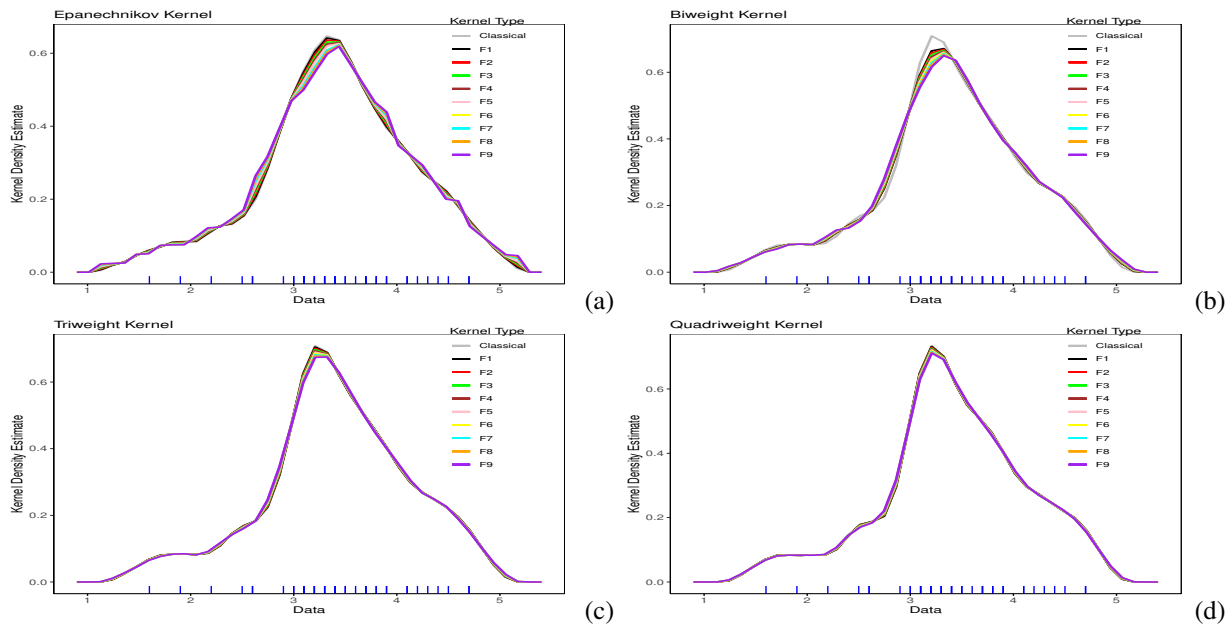 Epanechnikov Kernel
Kernel Type
Classical
F1
F2
F3
F4
F5
F6
F7
F8
F9
Kernel Density Estimate
0.6
0.4
0.2
0.0
1
2
3
4
5
Data
(a)
Biweight Kernel
Kernel Type
Classical
F1
F2
F3
F4
F5
F6
F7
F8
F9
Kernel Density Estimate
0.6
0.4
0.2
0.0
1
2
3
4
5
Data
(b)
Triweight Kernel
Kernel Type
Classical
F1
F2
F3
F4
F5
F6
F7
F8
F9
Kernel Density Estimate
0.6
0.4
0.2
0.0
1
2
3
4
5
Data
(c)
Quadriweight Kernel
Kernel Type
Classical
F1
F2
F3
F4
F5
F6
F7
F8
F9
Kernel Density Estimate
0.6
0.4
0.2
0.0
1
2
3
4
5
Data
(d)